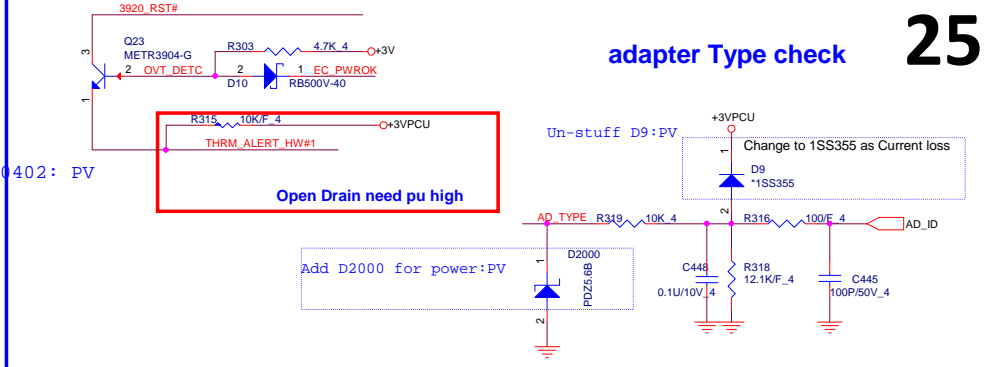 3920_RST#
25
adapter Type check
3
Q23
METR3904-G
2
OVT_DETC
1
R303
4.7K_4
+3V
2
1
EC_PWROK
D10
RB500V-40
R315
10K/F_4
+3VPCU
THRM_ALERT_HW#1
0402: PV
Open Drain need pu high
+3VPCU
Un-stuff D9:PV
Change to 1SS355 as Current loss
1
D9
*1SS355
2
AD_TYPE
R319
10K_4
R316
100/F_4
AD_ID
Add D2000 for power:PV
1
D2000
PDZ5.6B
2
C448
0.1U/10V_4
R318
12.1K/F_4
C445
100P/50V_4